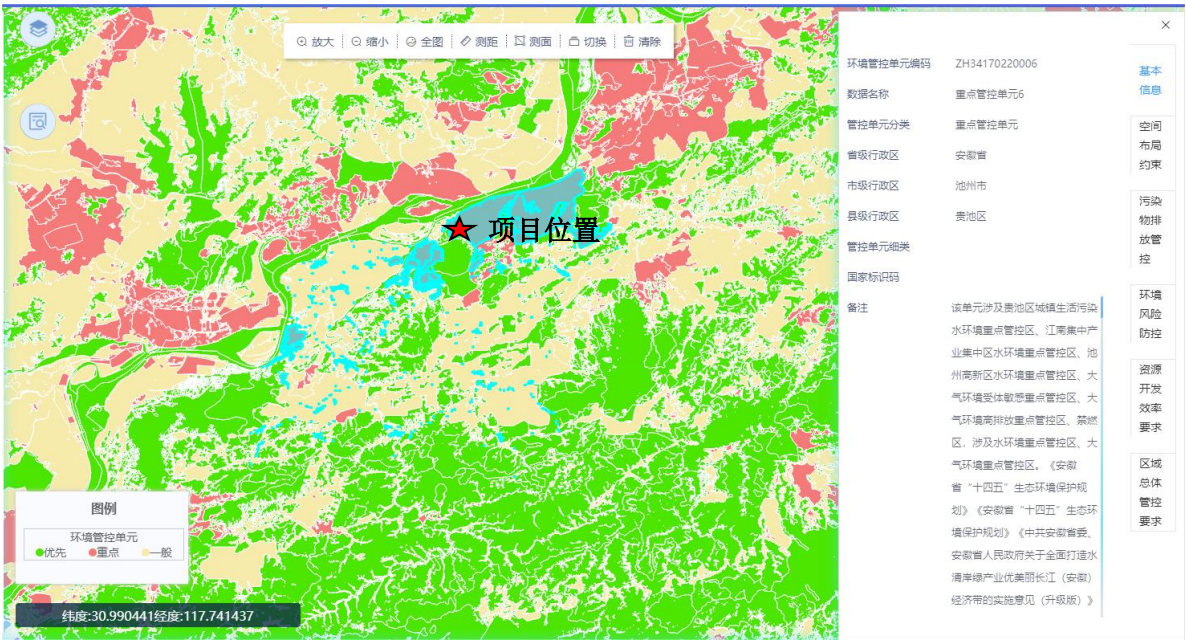 放大 缩小 全图 测距 测面 切换 清除
项目位置
图例
环境管控单元
优先 重点 一般
纬度:30.990441经度:117.741437
×
环境管控单元编码 ZH34170220006
数据名称 重点管控单元6
管控单元分类 重点管控单元
省级行政区 安徽省
市级行政区 池州市
县级行政区 贵池区
管控单元细类
国家标识码
备注 该单元涉及贵池区城镇生活污染
水环境重点管控区、江南集中产
业集中区水环境重点管控区、池
州高新区水环境重点管控区、大
气环境受体敏感重点管控区、大
气环境高排放重点管控区、禁燃
区，涉及水环境重点管控区、大
气环境重点管控区。《安徽
省“十四五”生态环境保护规
划》《安徽省“十四五”生态环
境保护规划》《中共安徽省委、
安徽省人民政府关于全面打造水
清岸绿产业优美丽长江（安徽）
经济带的实施意见（升级版）》
基本
信息
空间
布局
约束
污染
物排
放管
控
环境
风险
防控
资源
开发
效率
要求
区域
总体
管控
要求